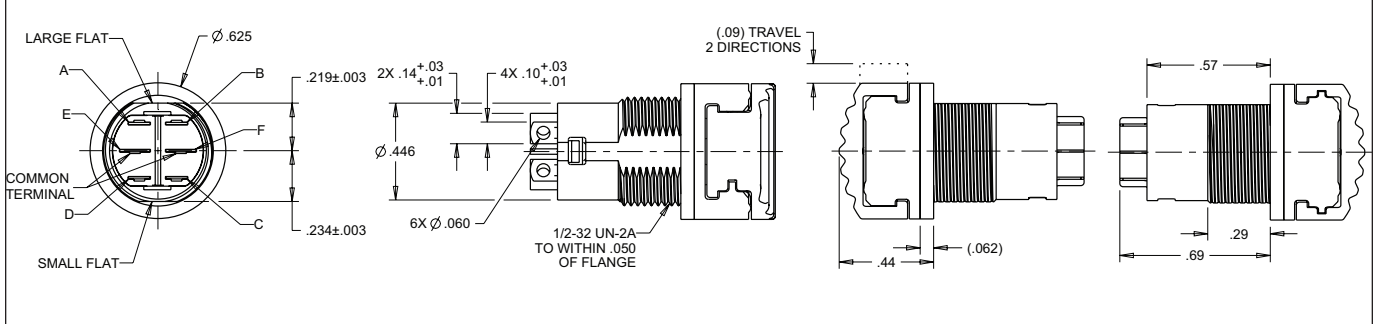 LARGE FLAT
Ø .625
A
B
E
F
COMMON
TERMINAL
D
C
SMALL FLAT
.219±.003
.234±.003
2X .14 +.03
+.01
4X .10 +.03
+.01
Ø .446
6X Ø .060
1/2-32 UN-2A
TO WITHIN .050
OF FLANGE
(.09) TRAVEL
2 DIRECTIONS
.44
(.062)
.57
.29
.69